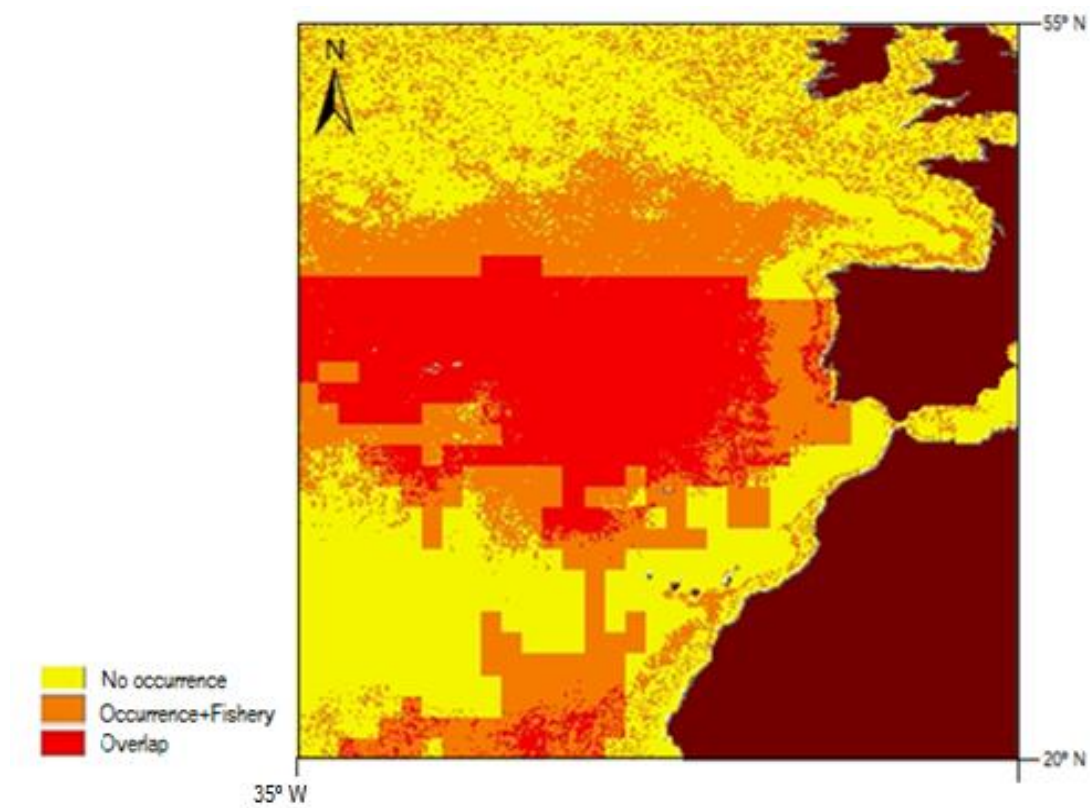 55º N
N
No occurrence
Occurrence+Fishery
Overlap
20º N
35º W